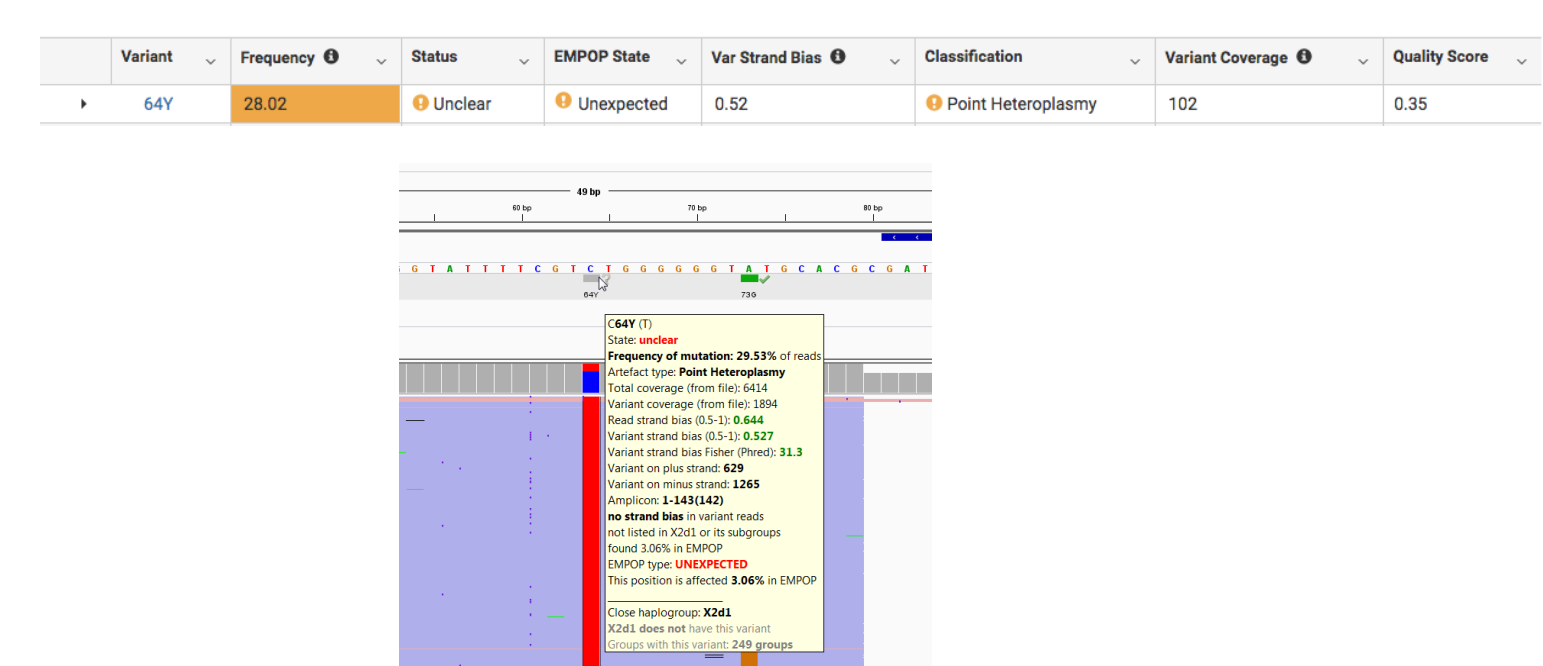 Variant Frequency Status EMPOP State Var Strand Bias Classification Variant Coverage Quality Score
64Y 28.02 Unclear Unexpected 0.52 Point Heteroplasmy 102 0.35
49 bp
60 bp 70 bp 80 bp
G T A T T T T C G T C T G G G G G G T A T G C A C G C G A T
64Y 73G
C64Y (T)
State: unclear
Frequency of mutation: 29.53% of reads
Artefact type: Point Heteroplasmy
Total coverage (from file): 6414
Variant coverage (from file): 1894
Read strand bias (0.5-1): 0.644
Variant strand bias (0.5-1): 0.527
Variant strand bias Fisher (Phred): 31.3
Variant on plus strand: 629
Variant on minus strand: 1265
Amplicon: 1-143(142)
no strand bias in variant reads
not listed in X2d1 or its subgroups
found 3.06% in EMPOP
EMPOP type: UNEXPECTED
This position is affected 3.06% in EMPOP
Close haplogroup: X2d1
X2d1 does not have this variant
Groups with this variant: 249 groups